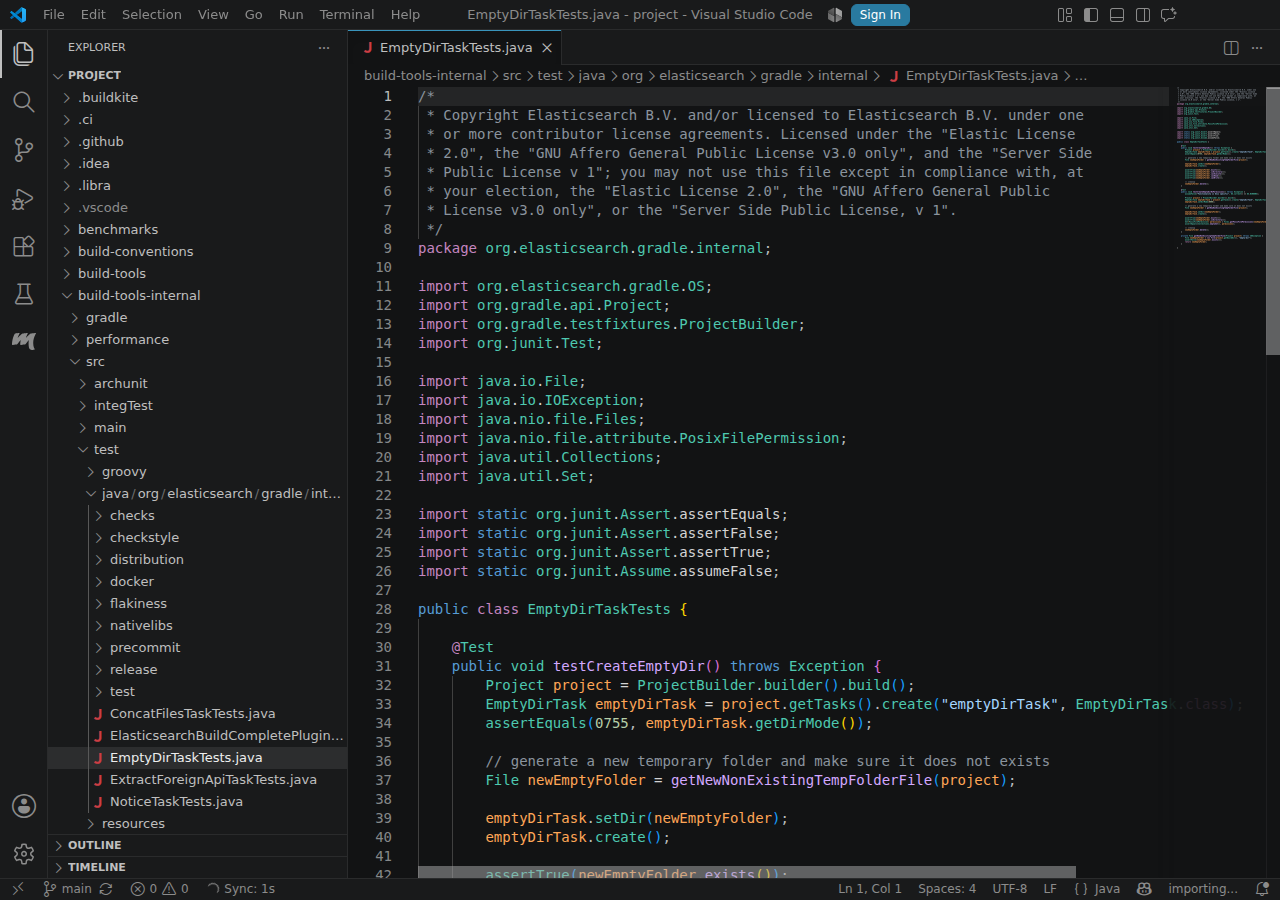 File Edit Selection View Go Run Terminal Help EmptyDirTaskTests.java - project - Visual Studio Code Sign In
EXPLORER
PROJECT
.buildkite
.ci
.github
.idea
.libra
.vscode
benchmarks
build-conventions
build-tools
build-tools-internal
gradle
performance
src
archunit
integTest
main
test
groovy
java/org/elasticsearch/gradle/int...
checks
checkstyle
distribution
docker
flakiness
nativelibs
precommit
release
test
ConcatFilesTaskTests.java
ElasticsearchBuildCompletePlugin...
EmptyDirTaskTests.java
ExtractForeignApiTaskTests.java
NoticeTaskTests.java
resources
OUTLINE
TIMELINE
EmptyDirTaskTests.java
build-tools-internal > src > test > java > org > elasticsearch > gradle > internal > EmptyDirTaskTests.java > ...
1 /*
2  * Copyright Elasticsearch B.V. and/or licensed to Elasticsearch B.V. under one
3  * or more contributor license agreements. Licensed under the "Elastic License
4  * 2.0", the "GNU Affero General Public License v3.0 only", and the "Server Side
5  * Public License v 1"; you may not use this file except in compliance with, at
6  * your election, the "Elastic License 2.0", the "GNU Affero General Public
7  * License v3.0 only", or the "Server Side Public License, v 1".
8  */
9 package org.elasticsearch.gradle.internal;
10
11 import org.elasticsearch.gradle.OS;
12 import org.gradle.api.Project;
13 import org.gradle.testfixtures.ProjectBuilder;
14 import org.junit.Test;
15
16 import java.io.File;
17 import java.io.IOException;
18 import java.nio.file.Files;
19 import java.nio.file.attribute.PosixFilePermission;
20 import java.util.Collections;
21 import java.util.Set;
22
23 import static org.junit.Assert.assertEquals;
24 import static org.junit.Assert.assertFalse;
25 import static org.junit.Assert.assertTrue;
26 import static org.junit.Assume.assumeFalse;
27
28 public class EmptyDirTaskTests {
29
30     @Test
31     public void testCreateEmptyDir() throws Exception {
32         Project project = ProjectBuilder.builder().build();
33         EmptyDirTask emptyDirTask = project.getTasks().create("emptyDirTask", EmptyDirTask.class);
34         assertEquals(0755, emptyDirTask.getDirMode());
35
36         // generate a new temporary folder and make sure it does not exists
37         File newEmptyFolder = getNewNonExistingTempFolderFile(project);
38
39         emptyDirTask.setDir(newEmptyFolder);
40         emptyDirTask.create();
41
42         assertTrue(newEmptyFolder.exists());
main 0 0 Sync: 1s Ln 1, Col 1 Spaces: 4 UTF-8 LF { } Java importing...